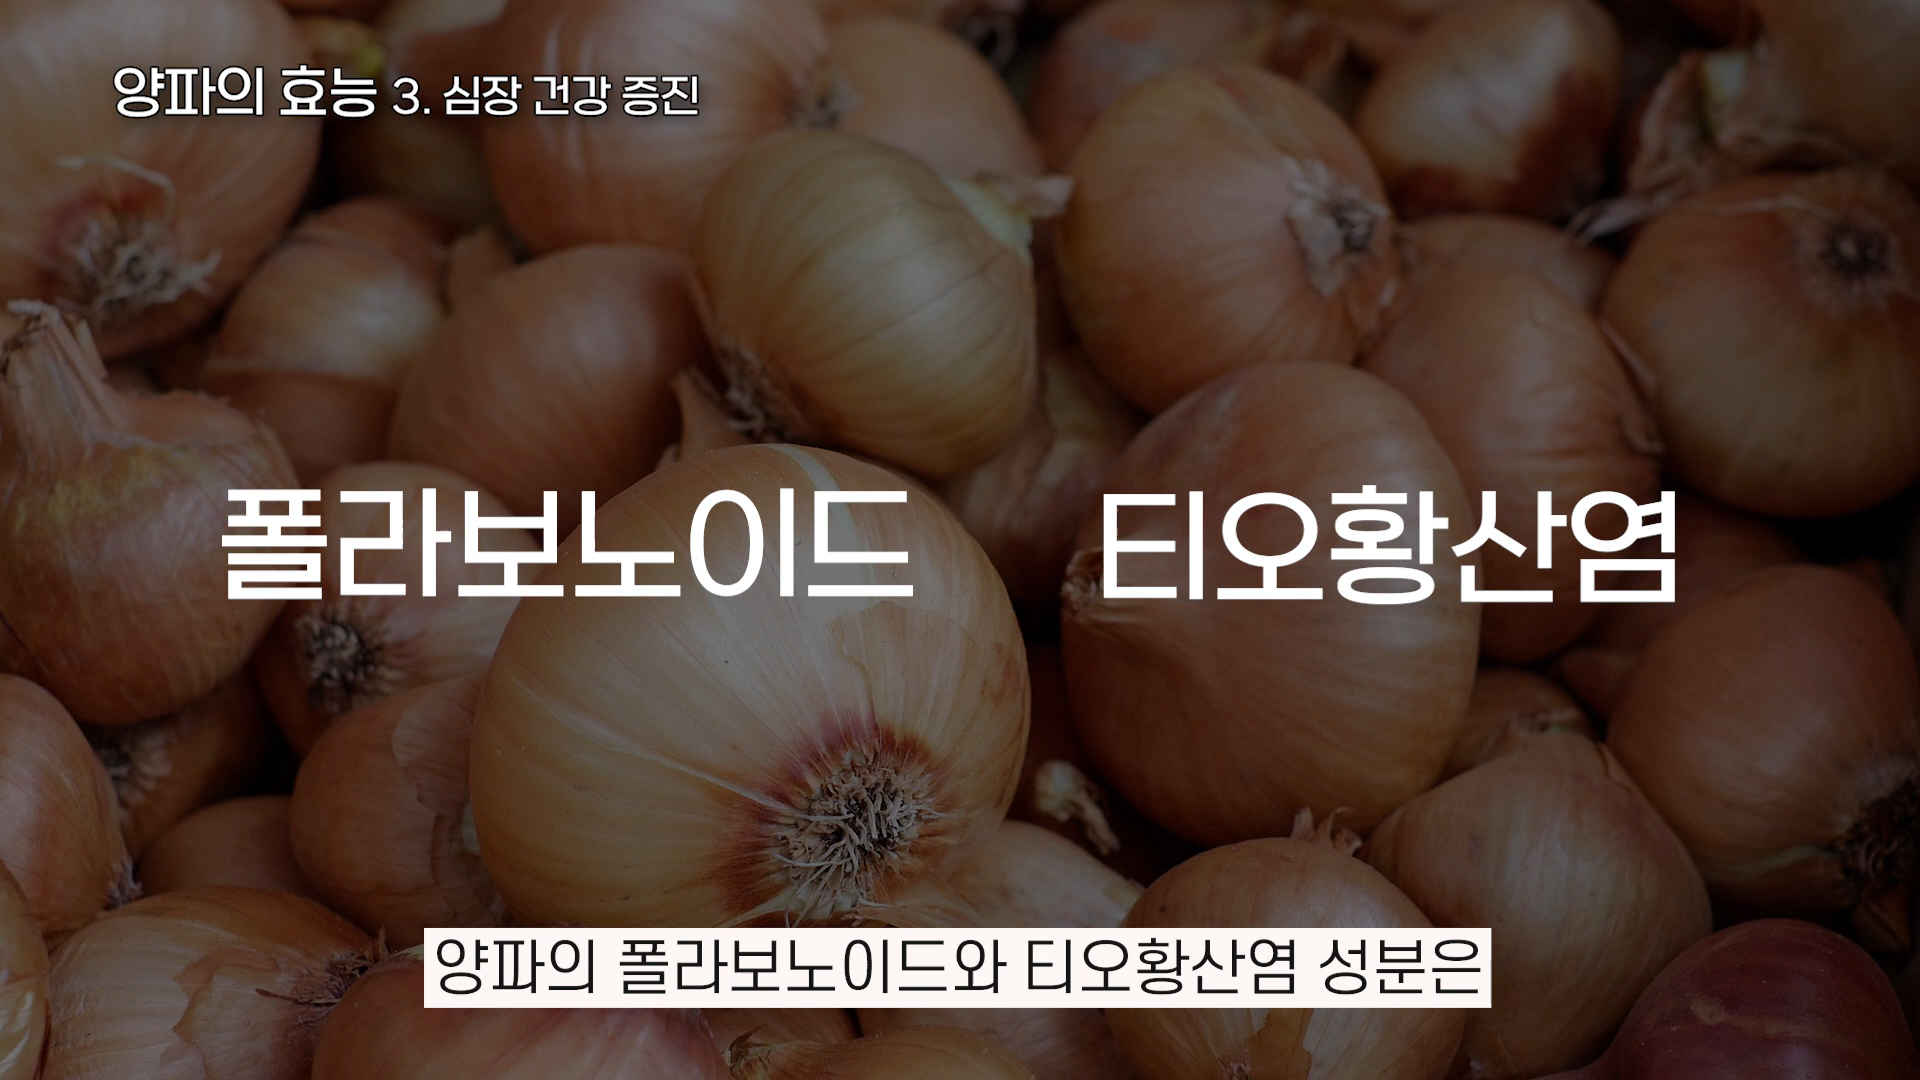 양파의 효능 3. 심장 건강 증진
폴라보노이드 티오황산염
양파의 폴라보노이드와 티오황산염 성분은